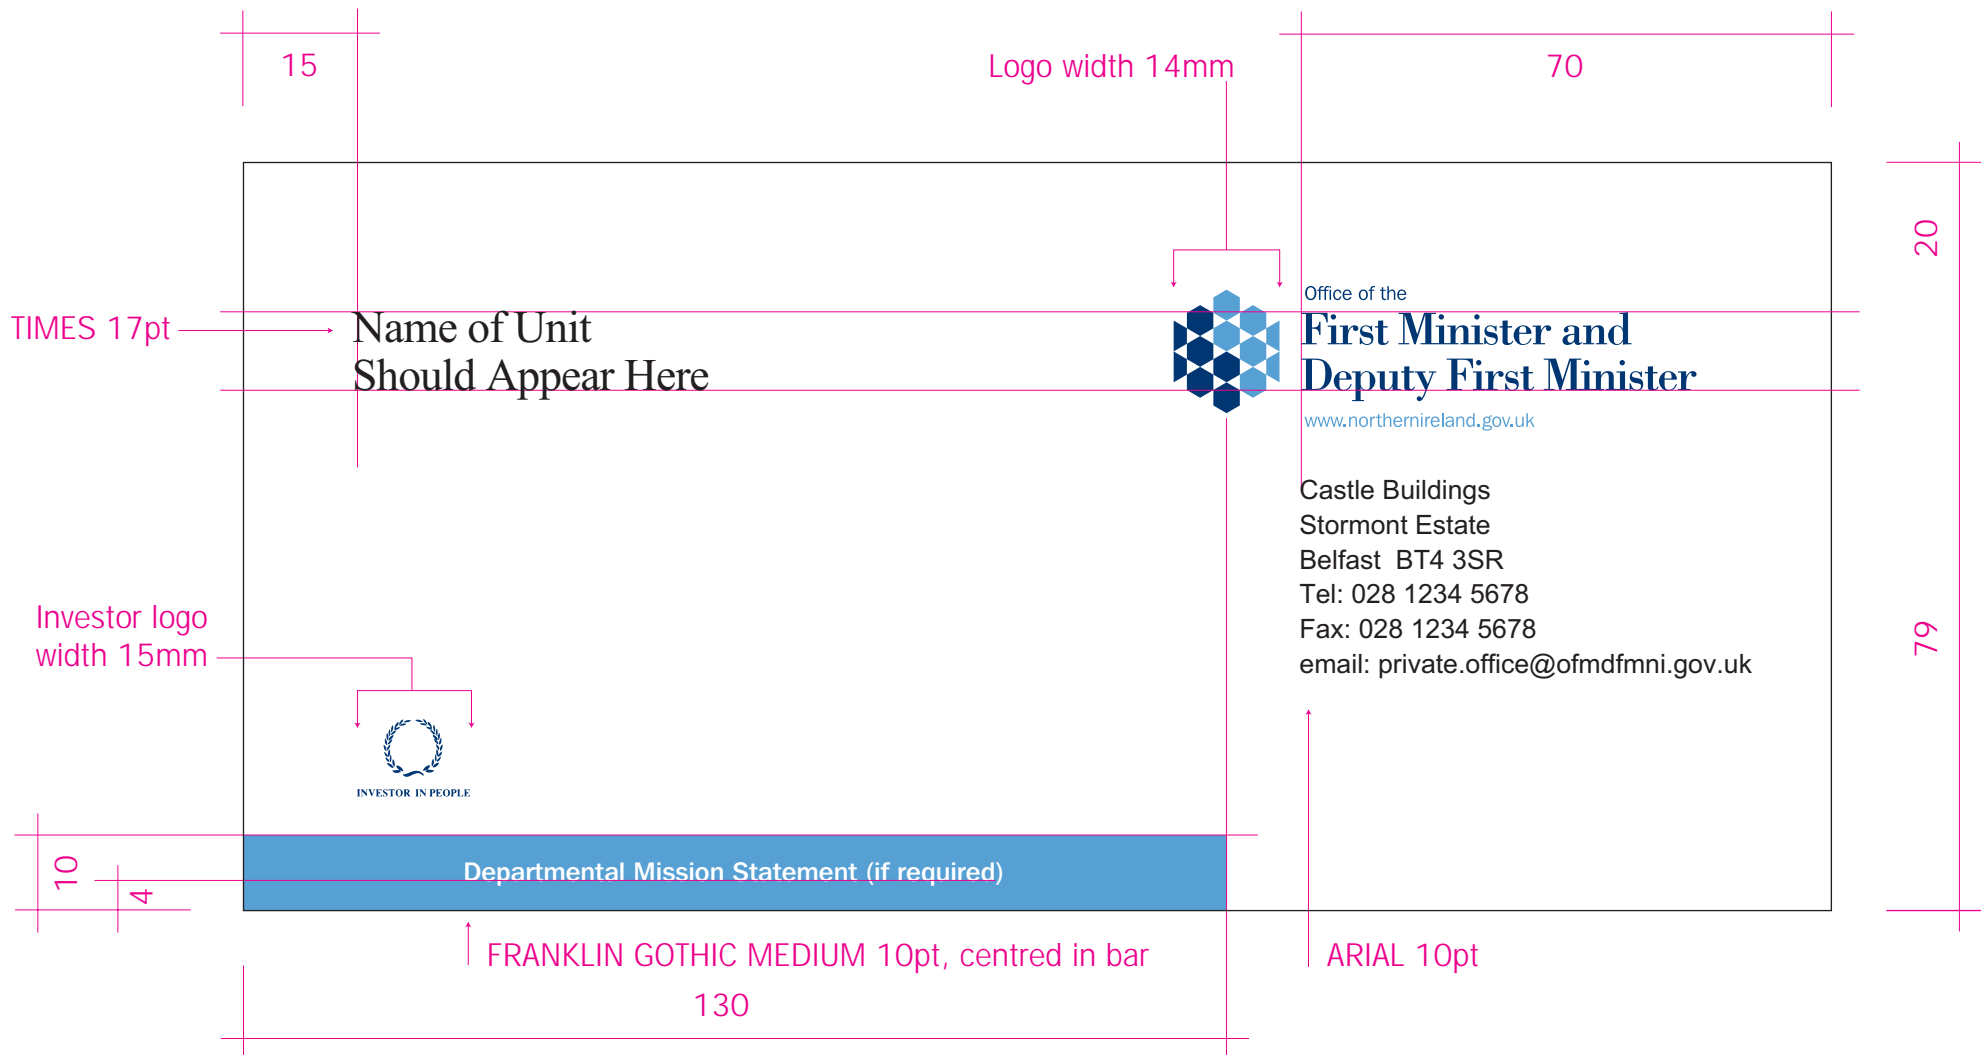 15
Logo width 14mm
70
20
Office of the
TIMES 17pt
Name of Unit
Should Appear Here
First Minister and
Deputy First Minister
www.northernireland.gov.uk
Castle Buildings
Stormont Estate
Belfast  BT4 3SR
Tel: 028 1234 5678
Fax: 028 1234 5678
email: private.office@ofmdfmni.gov.uk
79
Investor logo
width 15mm
INVESTOR IN PEOPLE
10
4
Departmental Mission Statement (if required)
FRANKLIN GOTHIC MEDIUM 10pt, centred in bar
ARIAL 10pt
130